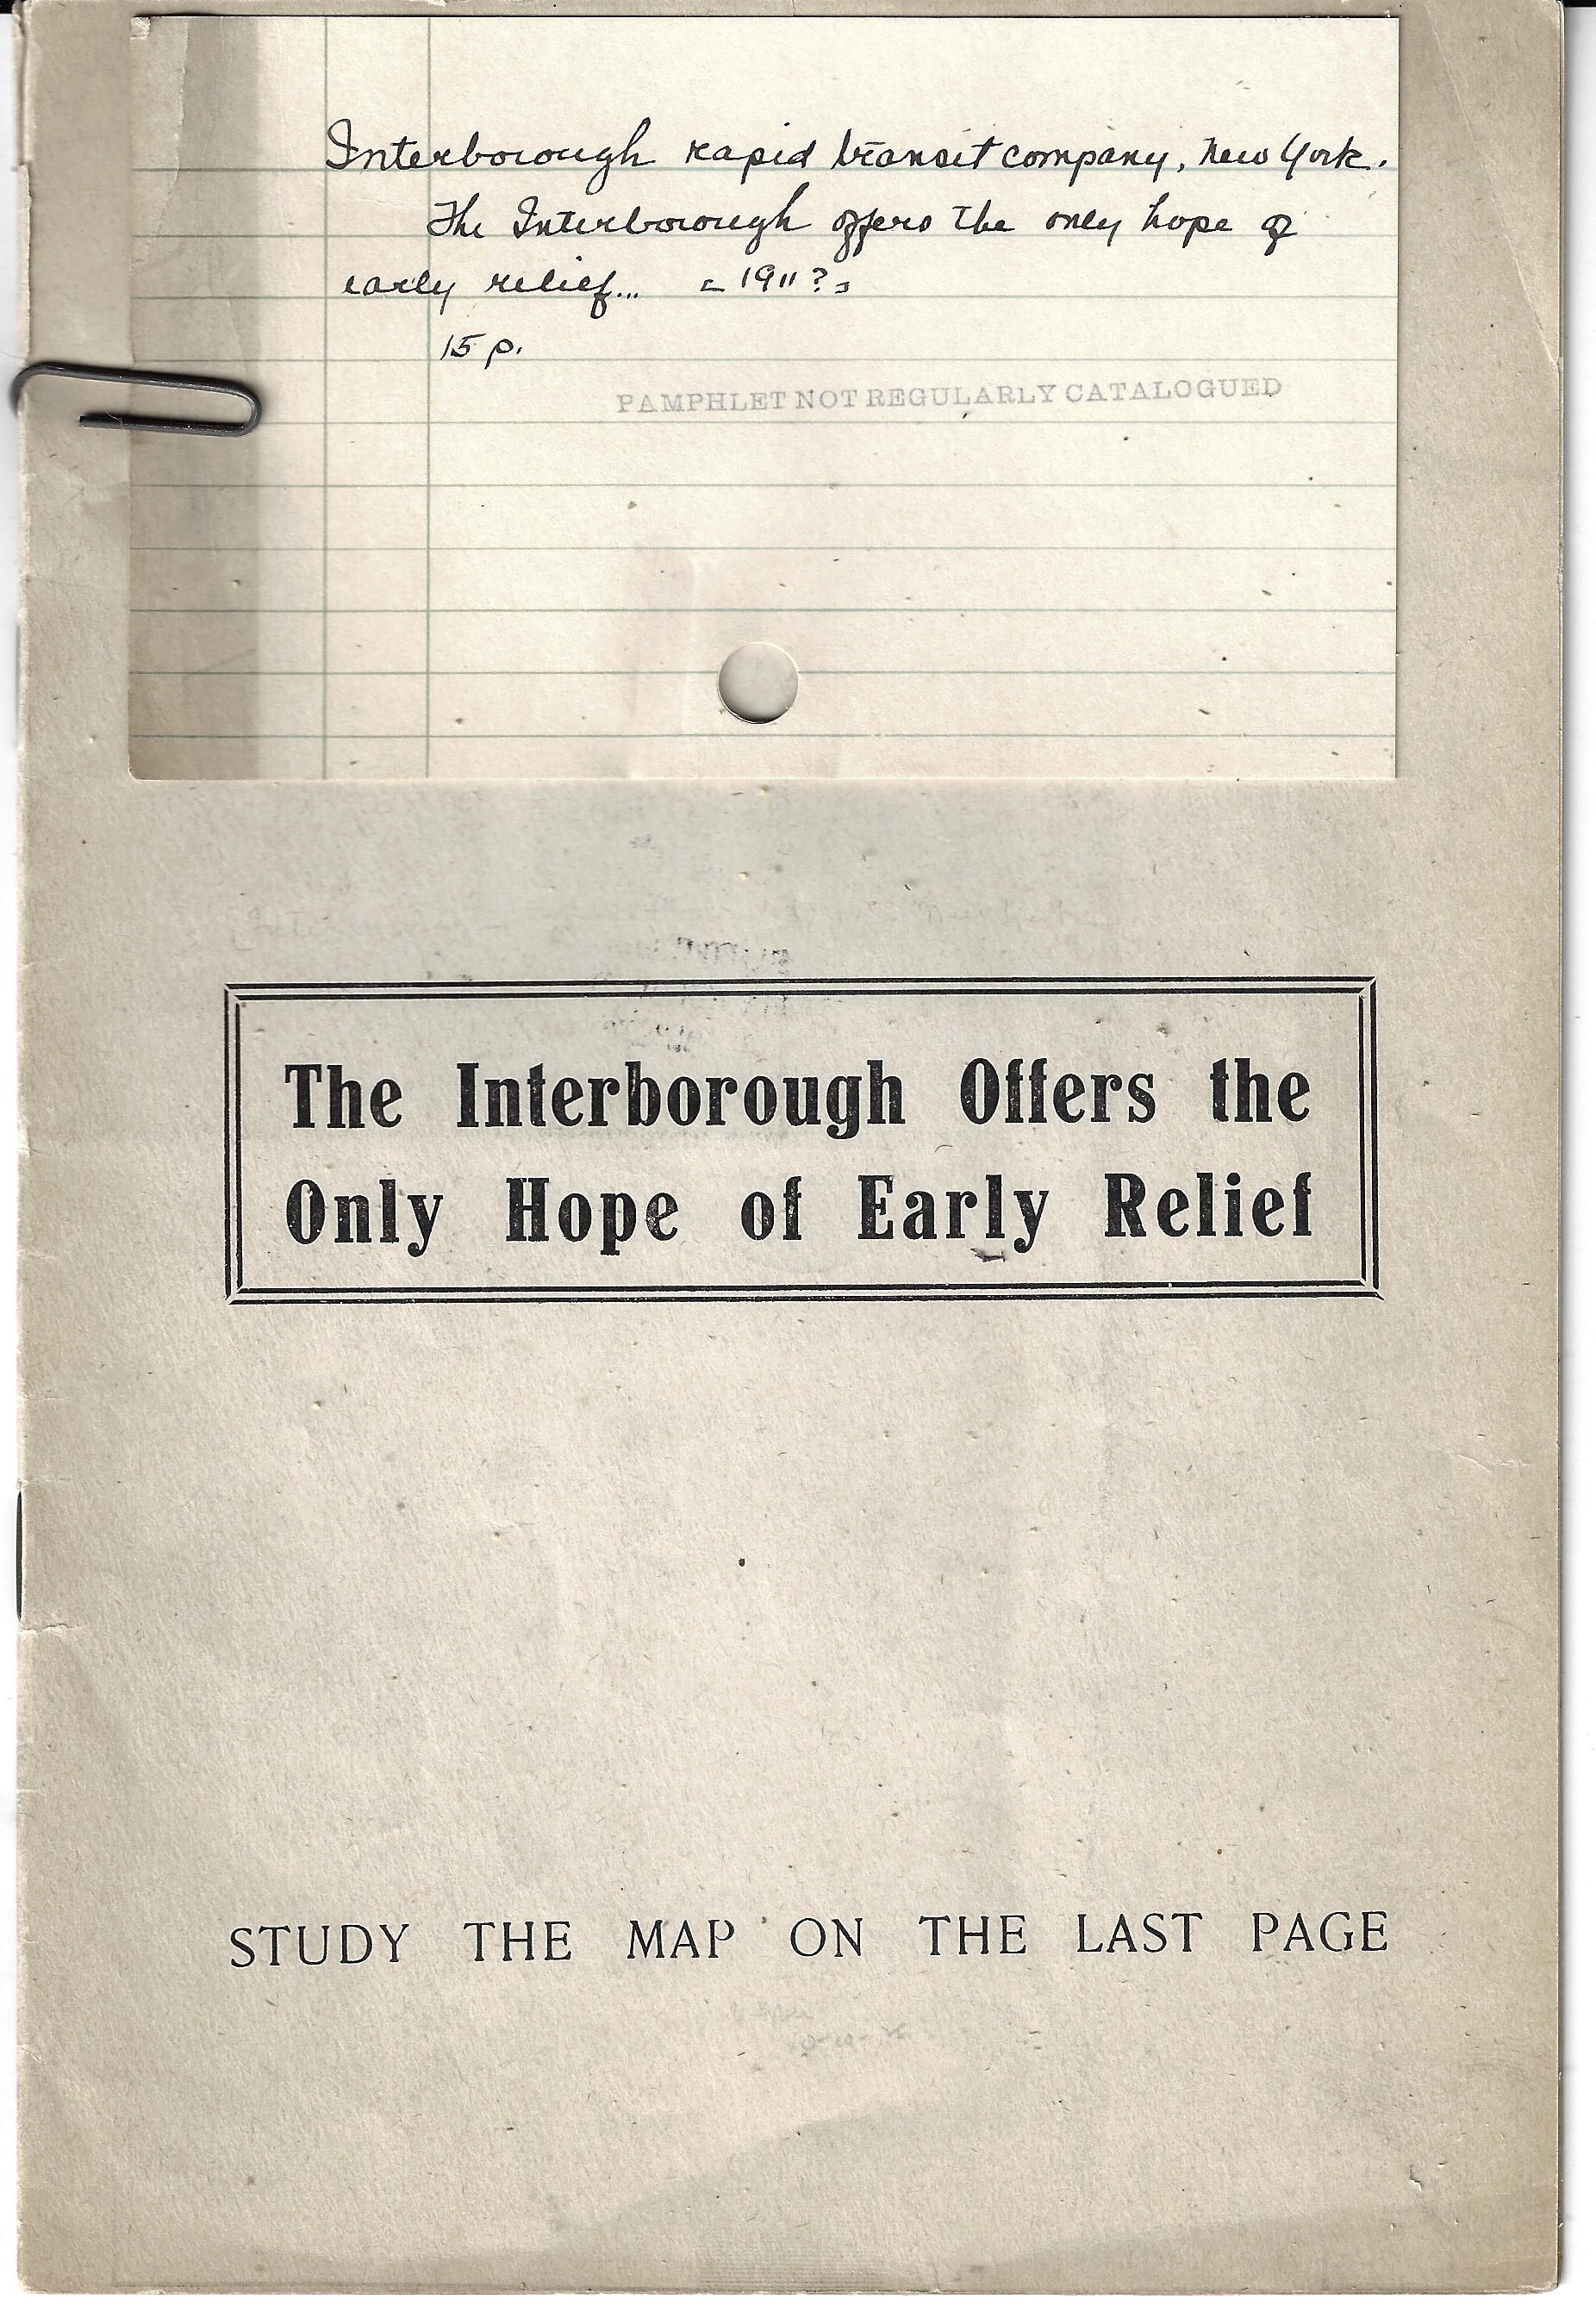 Interborough rapid transit company, New York.
The Interborough offers the only hope of
early relief... [1911?]
15 p.
PAMPHLET NOT REGULARLY CATALOGUED
The Interborough Offers the
Only Hope of Early Relief
STUDY THE MAP ON THE LAST PAGE